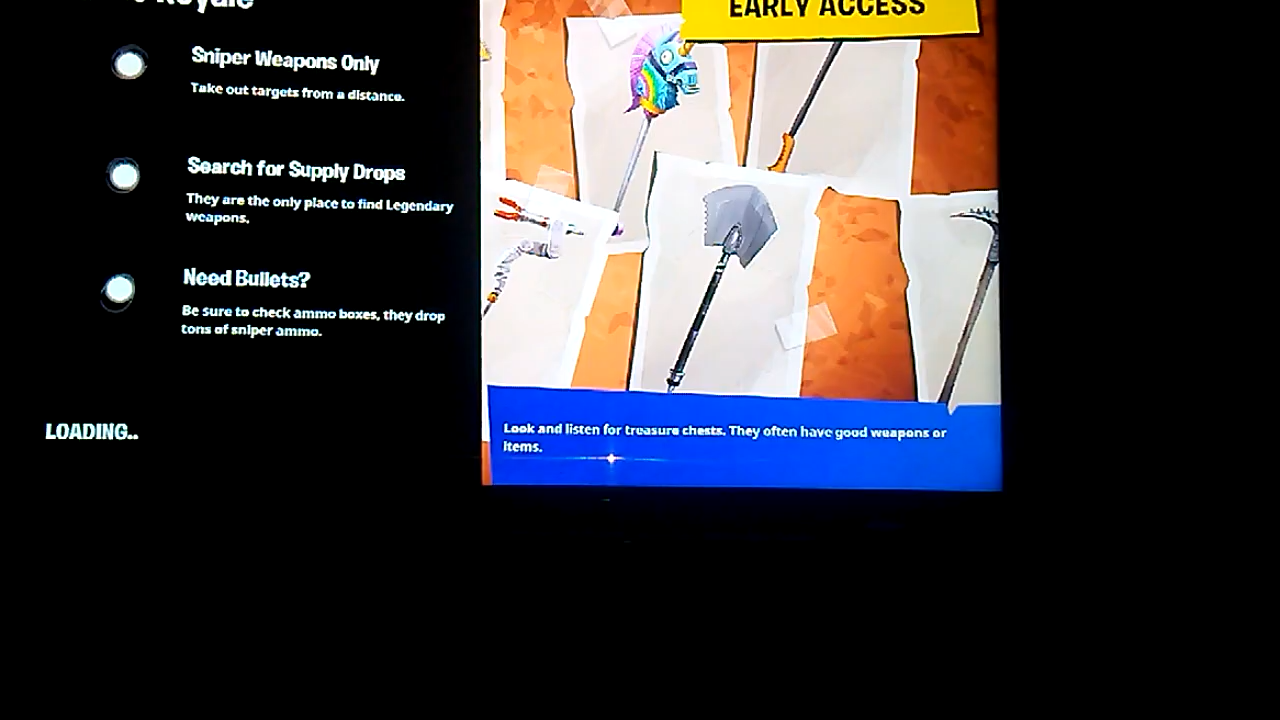 Royale
EARLY ACCESS
Sniper Weapons Only
Take out targets from a distance.
Search for Supply Drops
They are the only place to find Legendary
weapons.
Need Bullets?
Be sure to check ammo boxes, they drop
tons of sniper ammo.
LOADING..
Look and listen for treasure chests. They often have good weapons or
items.